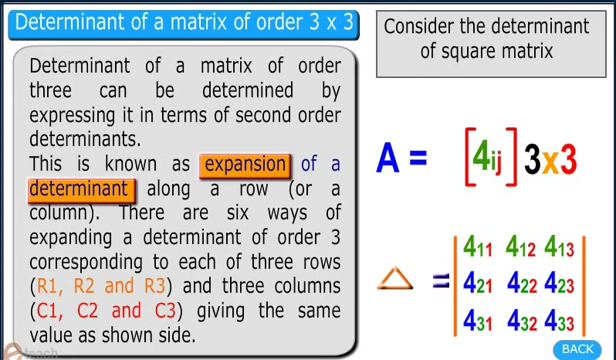 Determinant of a matrix of order 3 x 3
Determinant of a matrix of order
three can be determined by
expressing it in terms of second order
determinants.
This is known as expansion of a
determinant along a row (or a
column). There are six ways of
expanding a determinant of order 3
corresponding to each of three rows
(R1, R2 and R3) and three columns
(C1, C2 and C3) giving the same
value as shown side.
Consider the determinant
of square matrix
A = [4ij] 3x3
△ = | 411 412 413 |
| 421 422 423 |
| 431 432 433 |
BACK